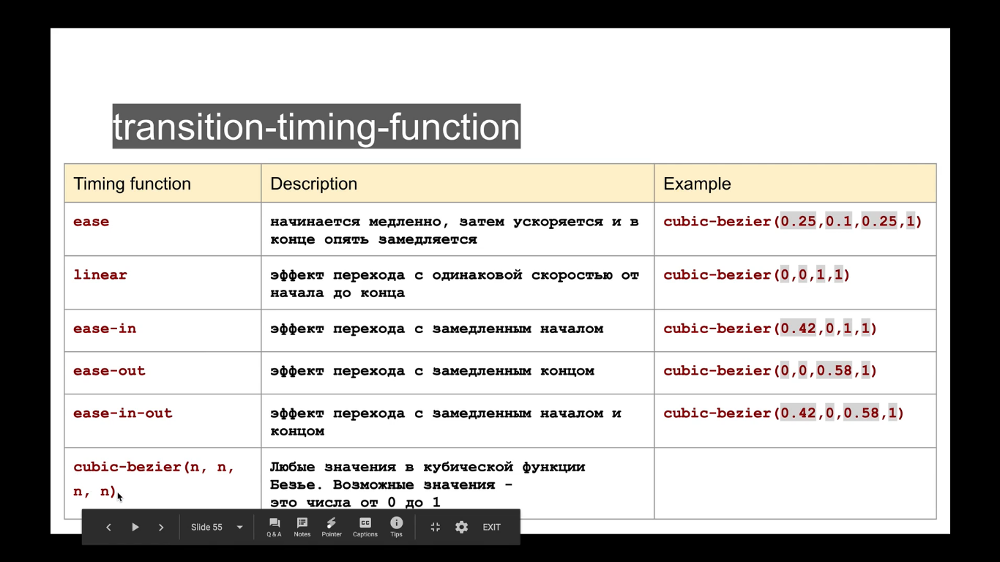 transition-timing-function
Timing function Description Example
ease начинается медленно, затем ускоряется и в cubic-bezier(0.25,0.1,0.25,1)
конце опять замедляется
linear эффект перехода с одинаковой скоростью от cubic-bezier(0,0,1,1)
начала до конца
ease-in эффект перехода с замедленным началом cubic-bezier(0.42,0,1,1)
ease-out эффект перехода с замедленным концом cubic-bezier(0,0,0.58,1)
ease-in-out эффект перехода с замедленным началом и cubic-bezier(0.42,0,0.58,1)
концом
cubic-bezier(n, n, Любые значения в кубической функции
n, n) Безье. Возможные значения -
это числа от 0 до 1
Slide 55 Q&A Notes Pointer CC Captions Tips EXIT